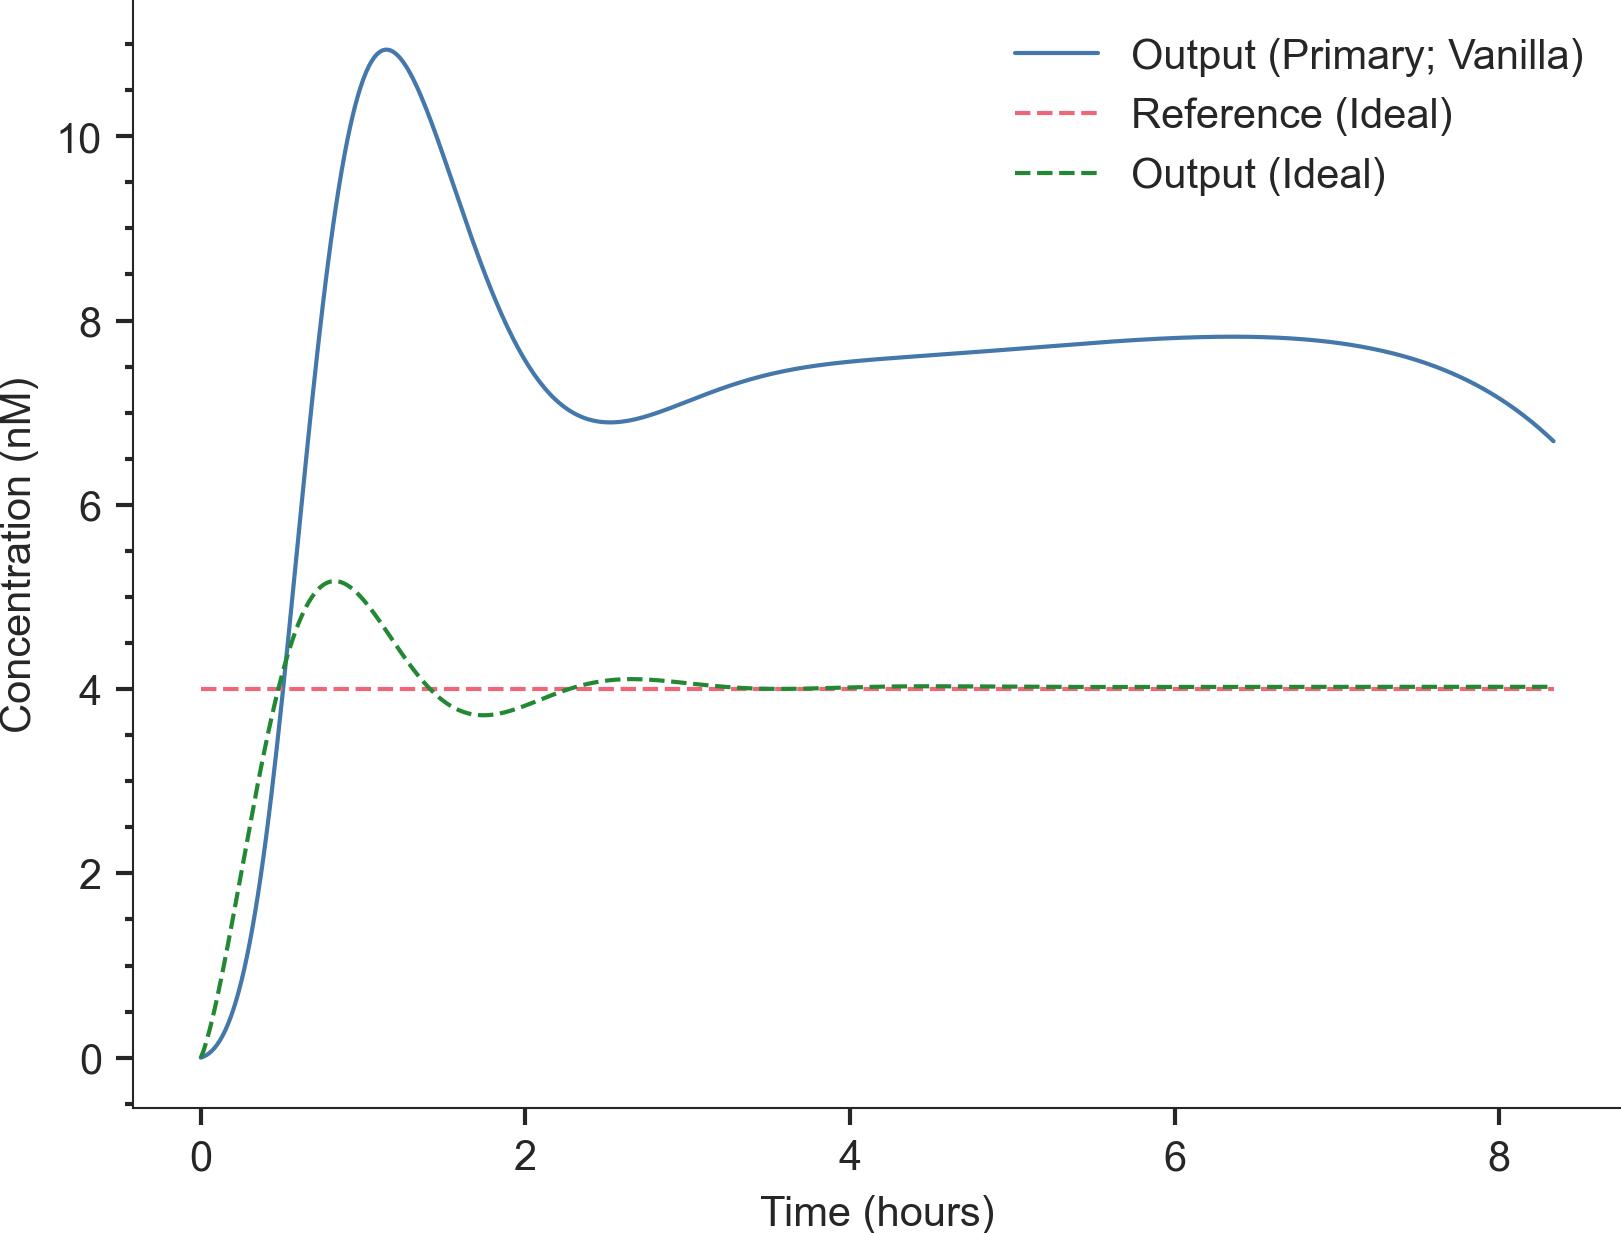 Output (Primary; Vanilla)
Reference (Ideal)
Output (Ideal)
10
8
6
4
2
0
Concentration (nM)
0 2 4 6 8
Time (hours)